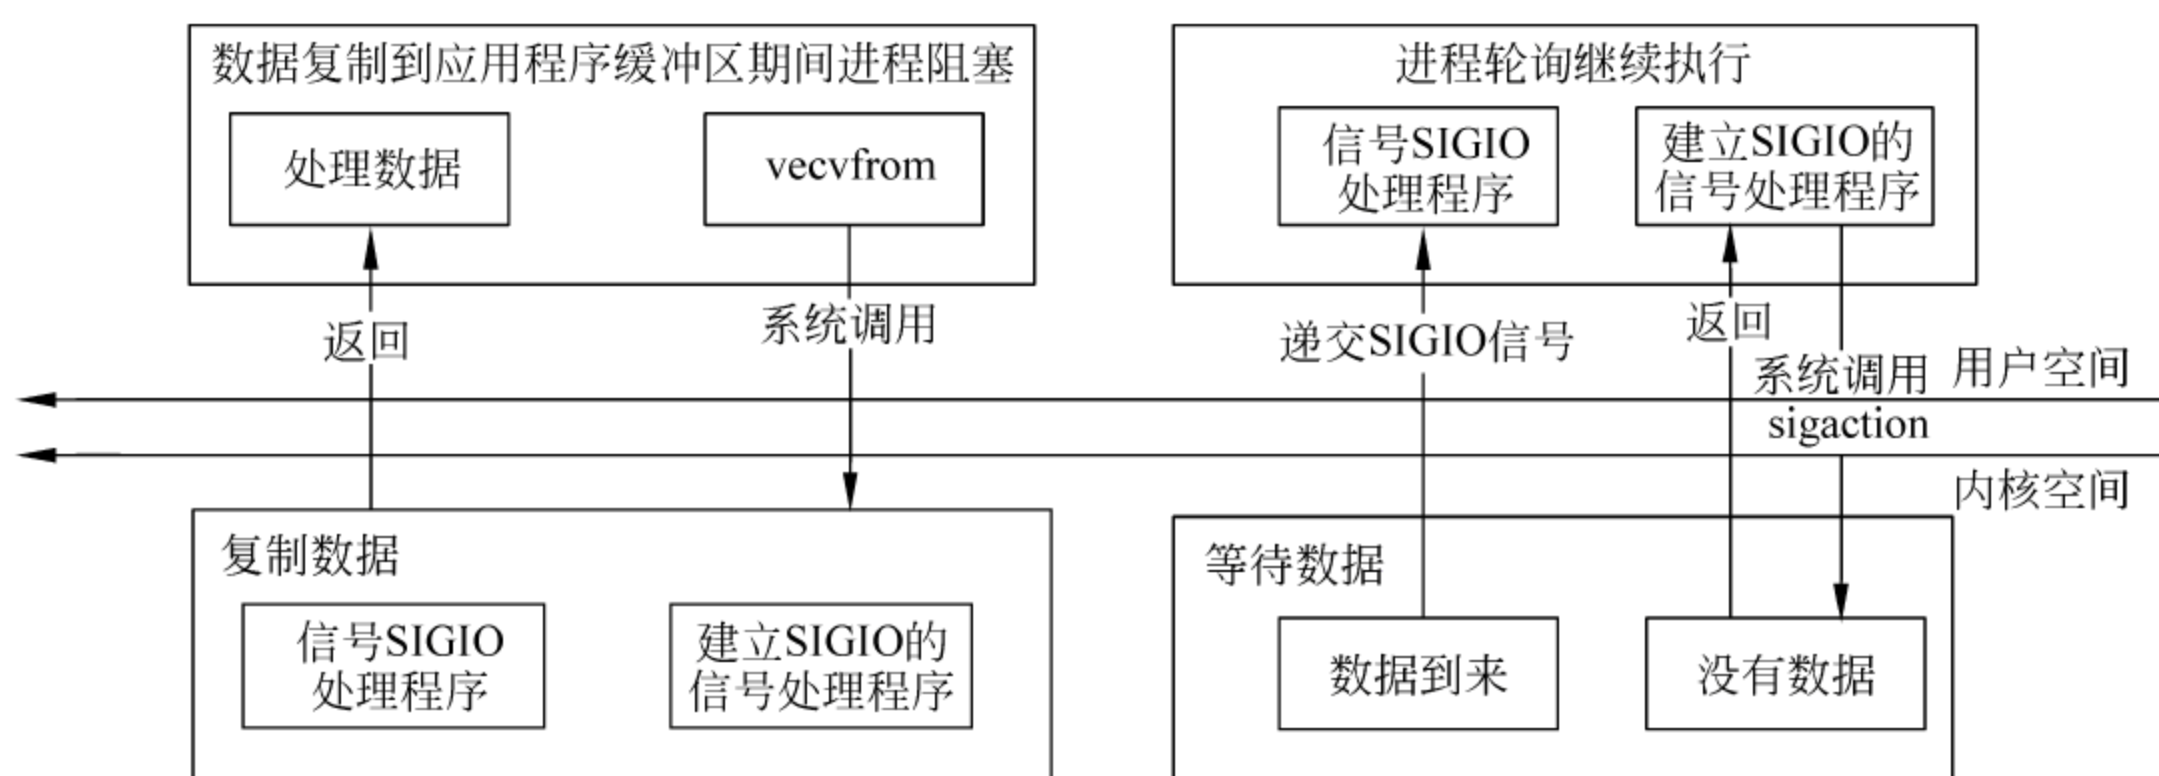 数据复制到应用程序缓冲区期间进程阻塞
处理数据
vecvfrom
返回
系统调用
进程轮询继续执行
信号SIGIO
处理程序
建立SIGIO的
信号处理程序
递交SIGIO信号
返回
系统调用
sigaction
用户空间
内核空间
复制数据
信号SIGIO
处理程序
建立SIGIO的
信号处理程序
等待数据
数据到来
没有数据